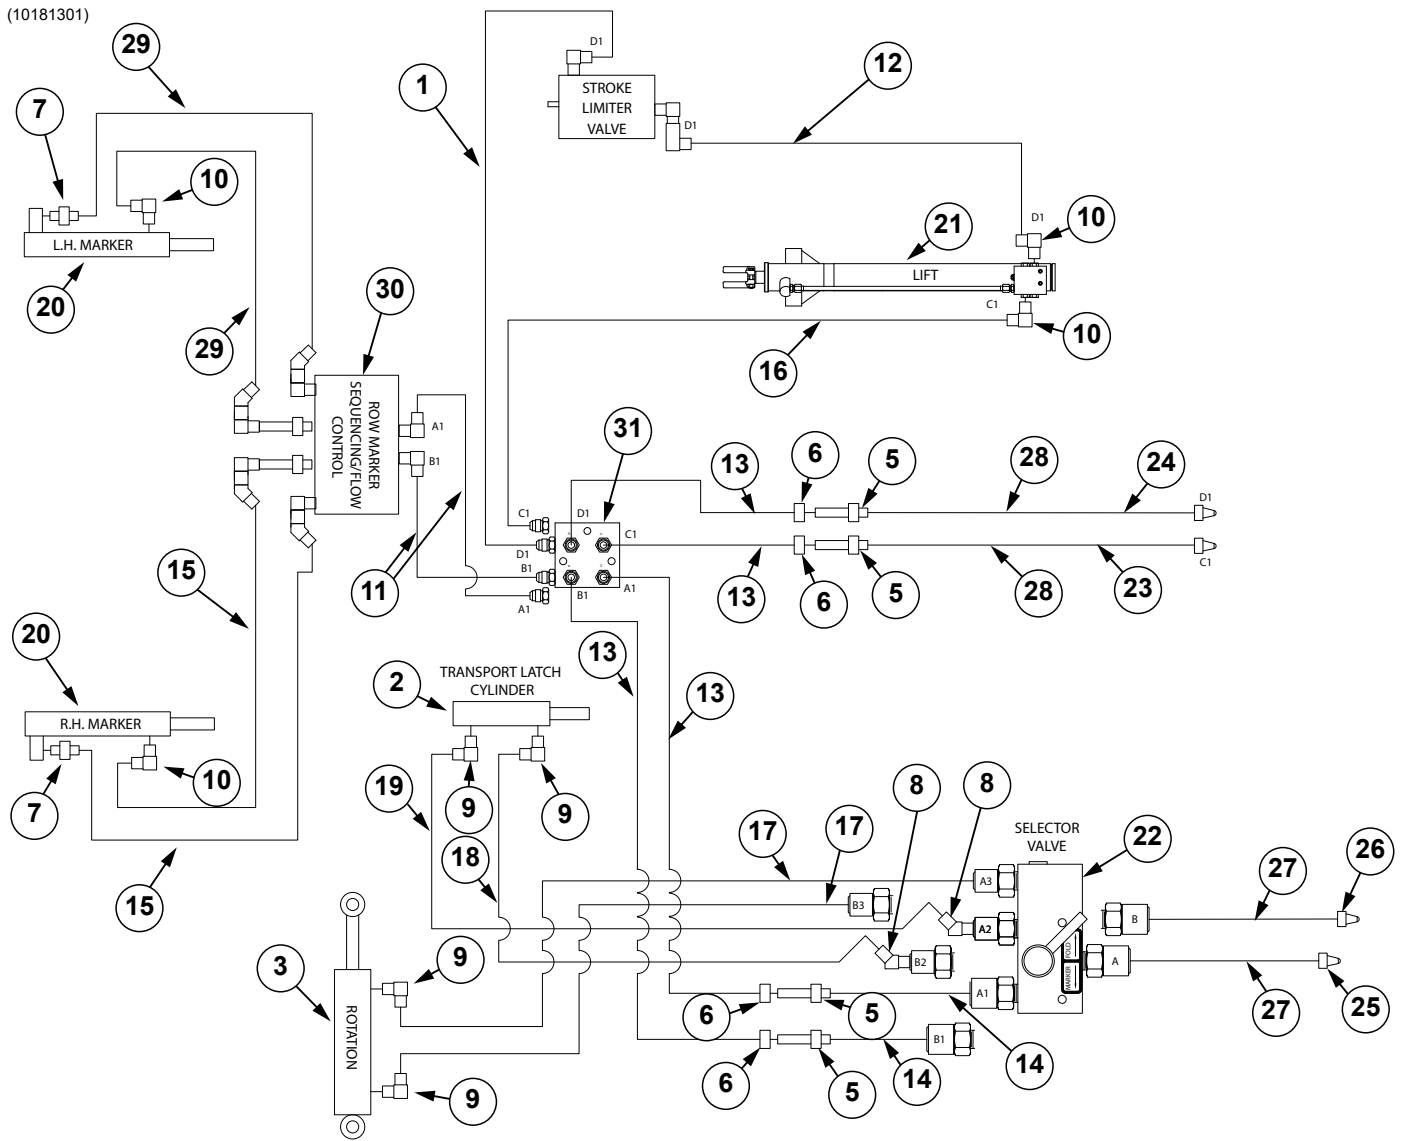 (10181301)
29
D1
1
12
7
STROKE
LIMITER
VALVE
D1
10
D1
10
21
L.H. MARKER
LIFT
20
30
C1
29
10
16
ROW MARKER
SEQUENCING/FLOW
CONTROL
A1
31
B1
13
6
5
28
24
D1
C1
D1
C1
D1
B1
C1
15
11
A1
B1
A1
13
6
5
28
23
20
13
2
TRANSPORT LATCH
CYLINDER
13
R.H. MARKER
10
7
19
9
9
8
8
SELECTOR
VALVE
22
17
17
18
26
27
A3
B3
15
A2
B
B2
FOLD
MARKER
A
3
9
A1
ROTATION
6
5
27
25
B1
14
6
5
14
9